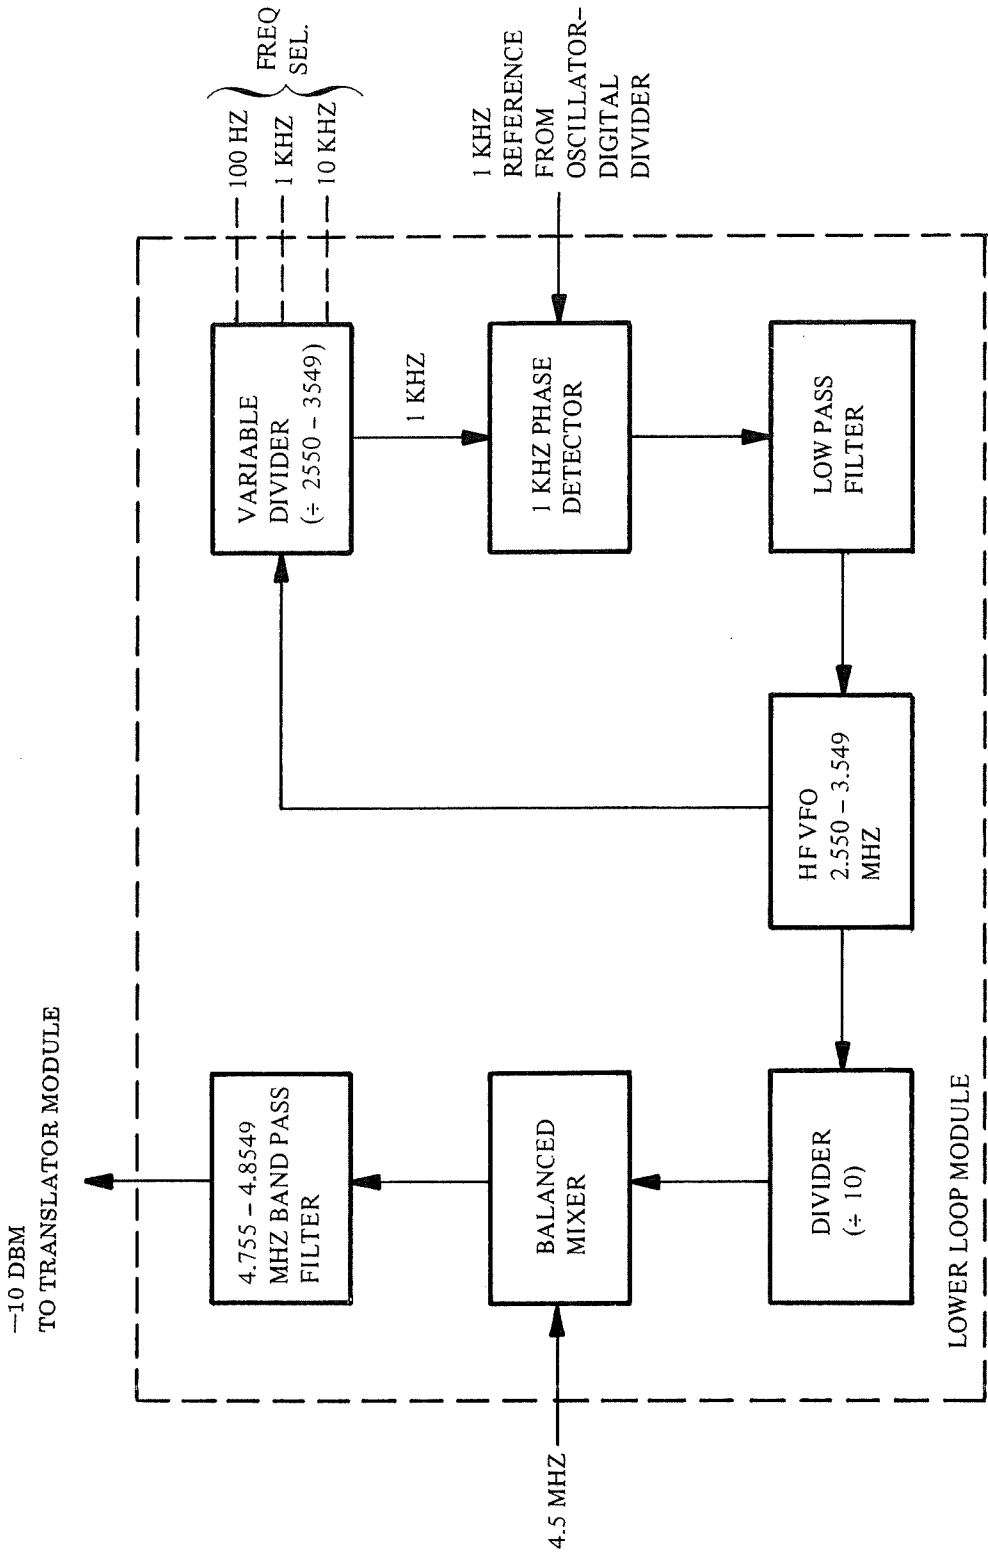 —10 DBM
TO TRANSLATOR MODULE
4.755 – 4.8549
MHZ BAND PASS
FILTER
VARIABLE
DIVIDER
(÷ 2550 – 3549)
100 HZ
1 KHZ
10 KHZ
FREQ
SEL.
1 KHZ
4.5 MHZ
BALANCED
MIXER
1 KHZ PHASE
DETECTOR
1 KHZ
REFERENCE
FROM
OSCILLATOR–
DIGITAL
DIVIDER
DIVIDER
(÷ 10)
HF VFO
2.550 – 3.549
MHZ
LOW PASS
FILTER
LOWER LOOP MODULE